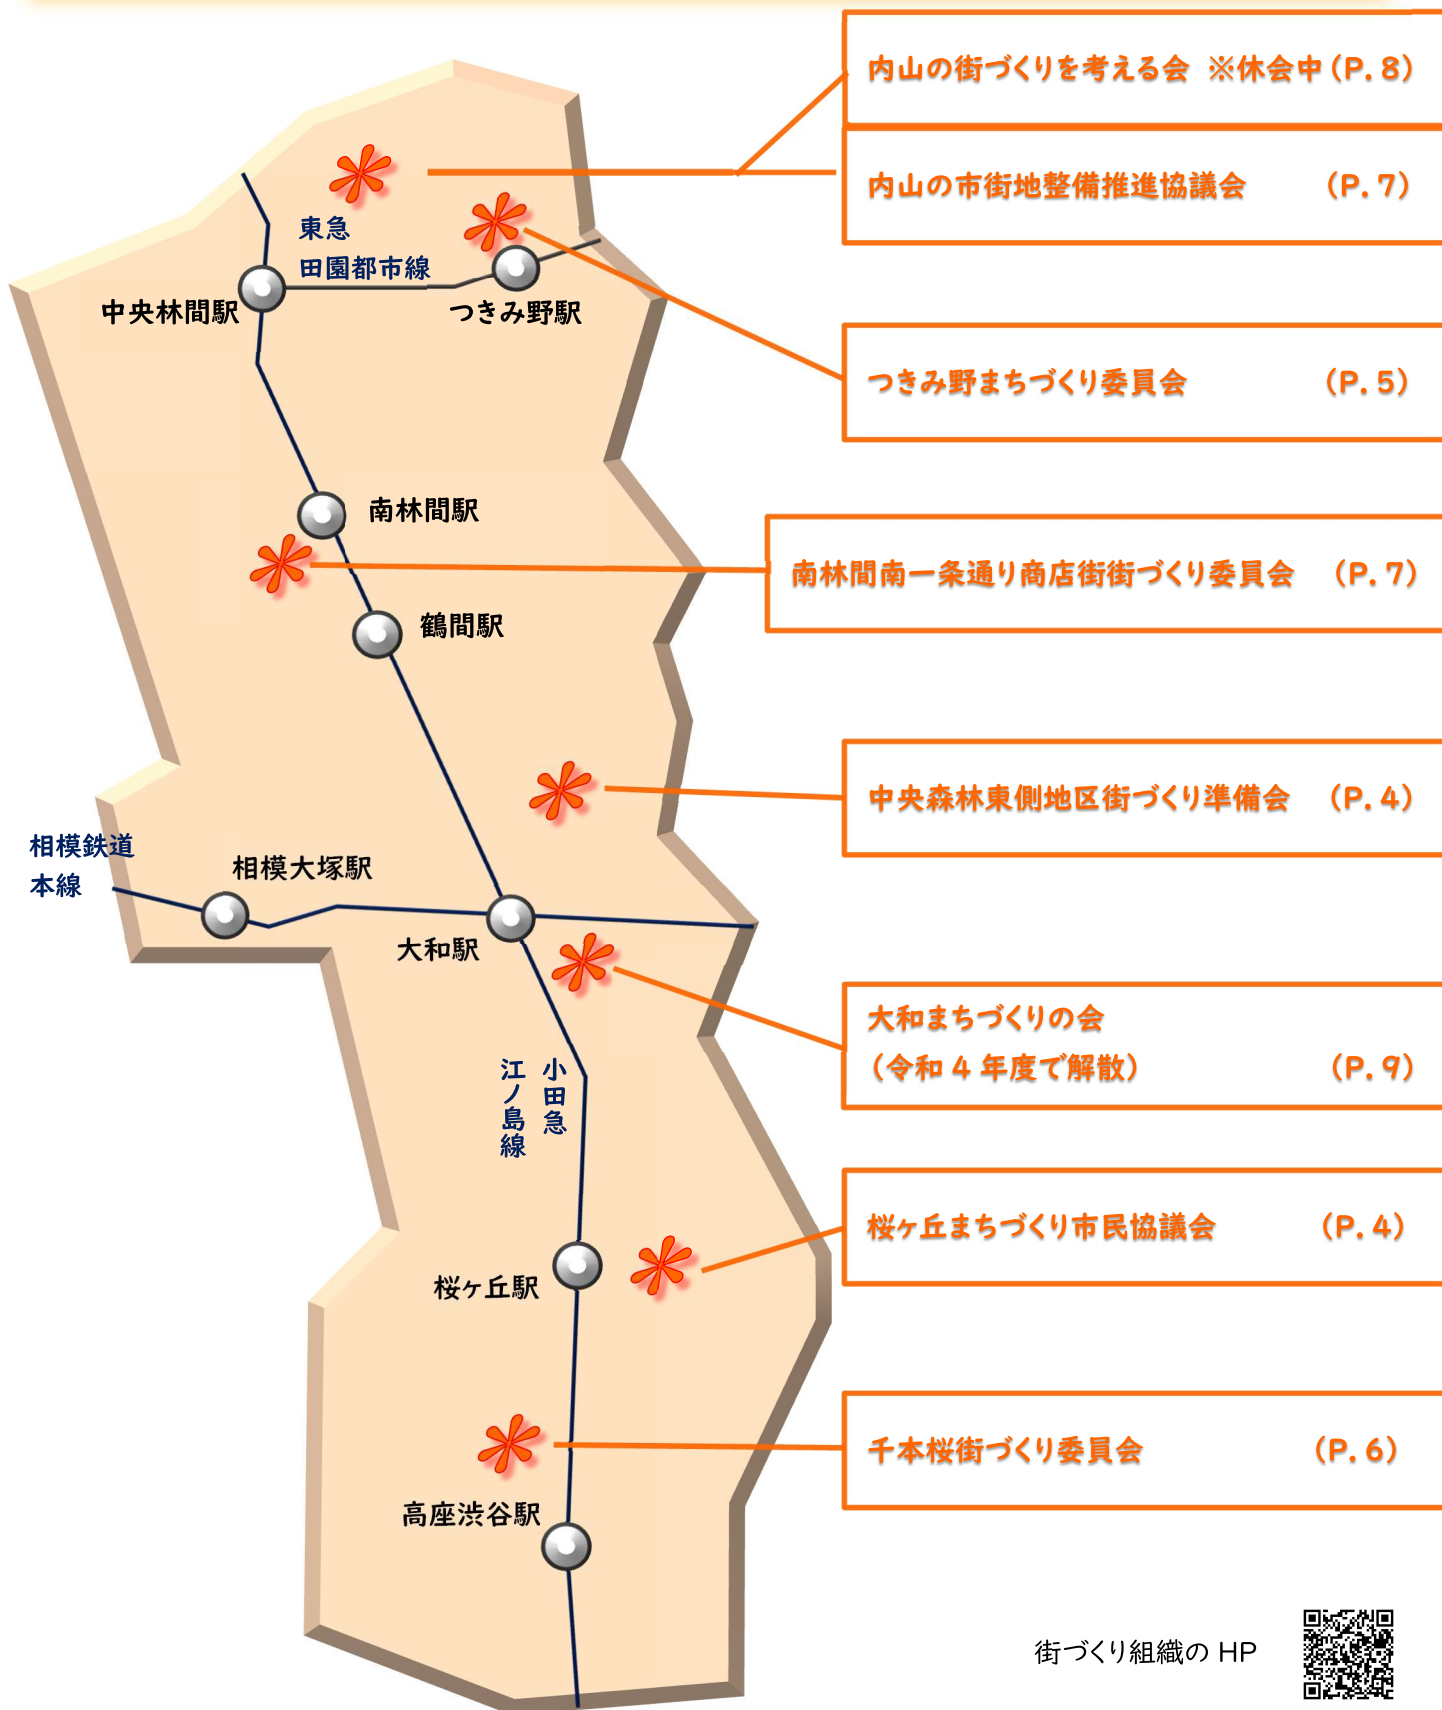 内山の街づくりを考える会 ※休会中(P.8)
内山の市街地整備推進協議会 (P.7)
東急
田園都市線
中央林間駅
つきみ野駅
つきみ野まちづくり委員会 (P.5)
南林間駅
南林間南一条通り商店街街づくり委員会 (P.7)
鶴間駅
中央森林東側地区街づくり準備会 (P.4)
相模鉄道
本線
相模大塚駅
大和駅
大和まちづくりの会
(令和4年度で解散) (P.9)
小田急
江ノ島線
桜ヶ丘まちづくり市民協議会 (P.4)
桜ヶ丘駅
千本桜街づくり委員会 (P.6)
高座渋谷駅
街づくり組織の HP